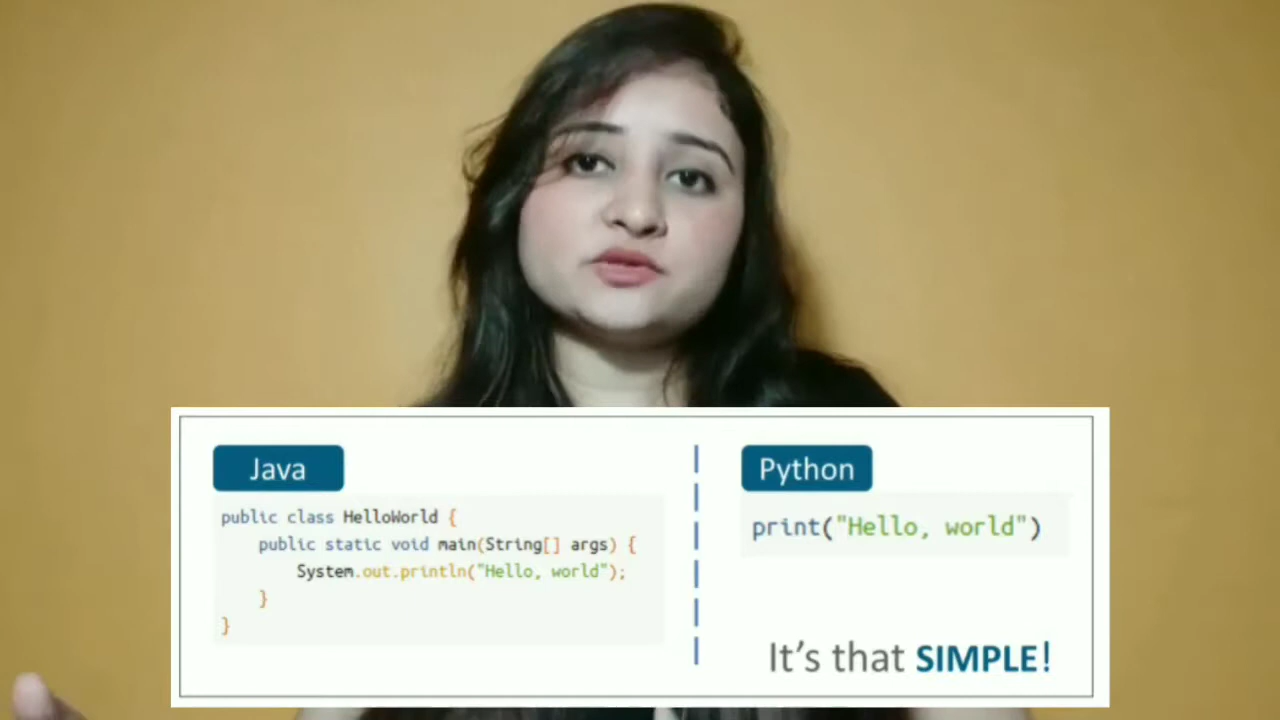 Java
public class HelloWorld {
public static void main(String[] args) {
System.out.println("Hello, world");
}
}
Python
print("Hello, world")
It's that SIMPLE!